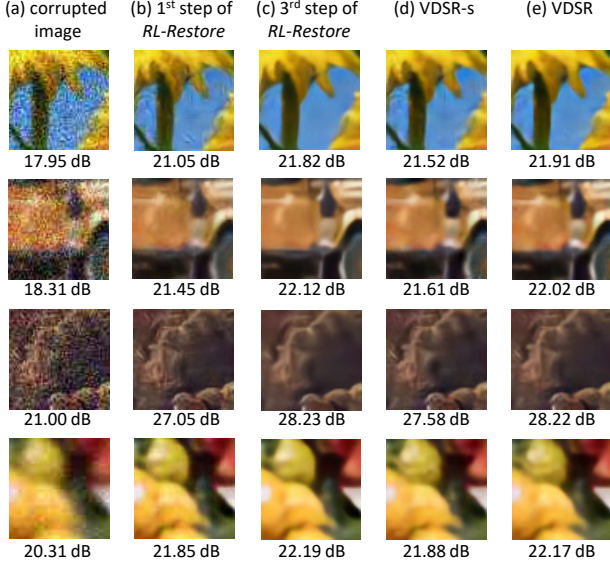 (a) corrupted image
(b) 1st step of RL-Restore
(c) 3rd step of RL-Restore
(d) VDSR-s
(e) VDSR
17.95 dB 21.05 dB 21.82 dB 21.52 dB 21.91 dB
18.31 dB 21.45 dB 22.12 dB 21.61 dB 22.02 dB
21.00 dB 27.05 dB 28.23 dB 27.58 dB 28.22 dB
20.31 dB 21.85 dB 22.19 dB 21.88 dB 22.17 dB